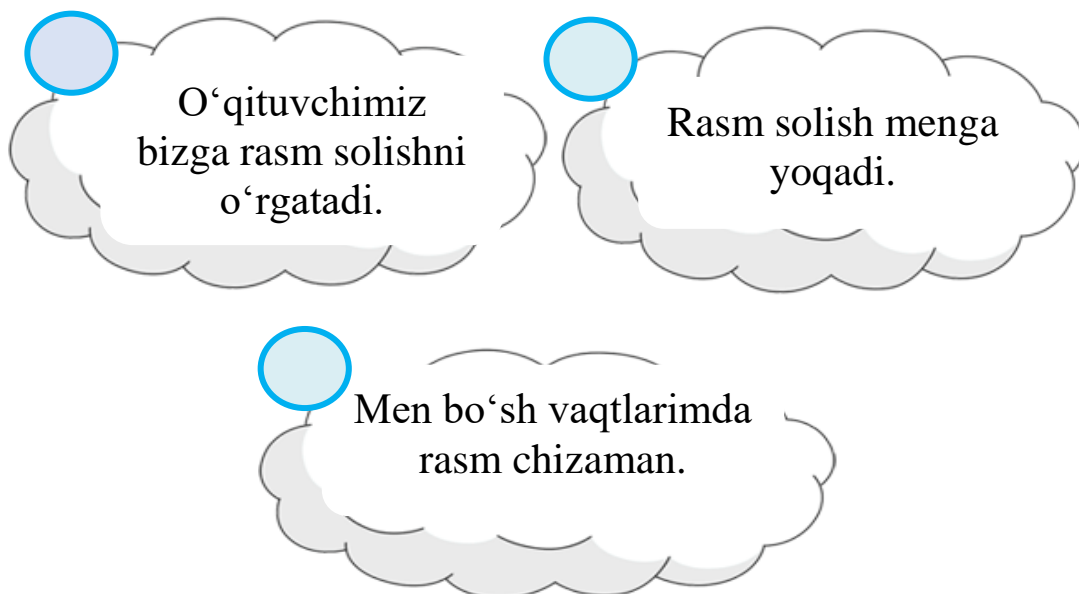 O‘qituvchimiz
bizga rasm solishni
o‘rgatadi.
Rasm solish menga
yoqadi.
Men bo‘sh vaqtlarimda
rasm chizaman.